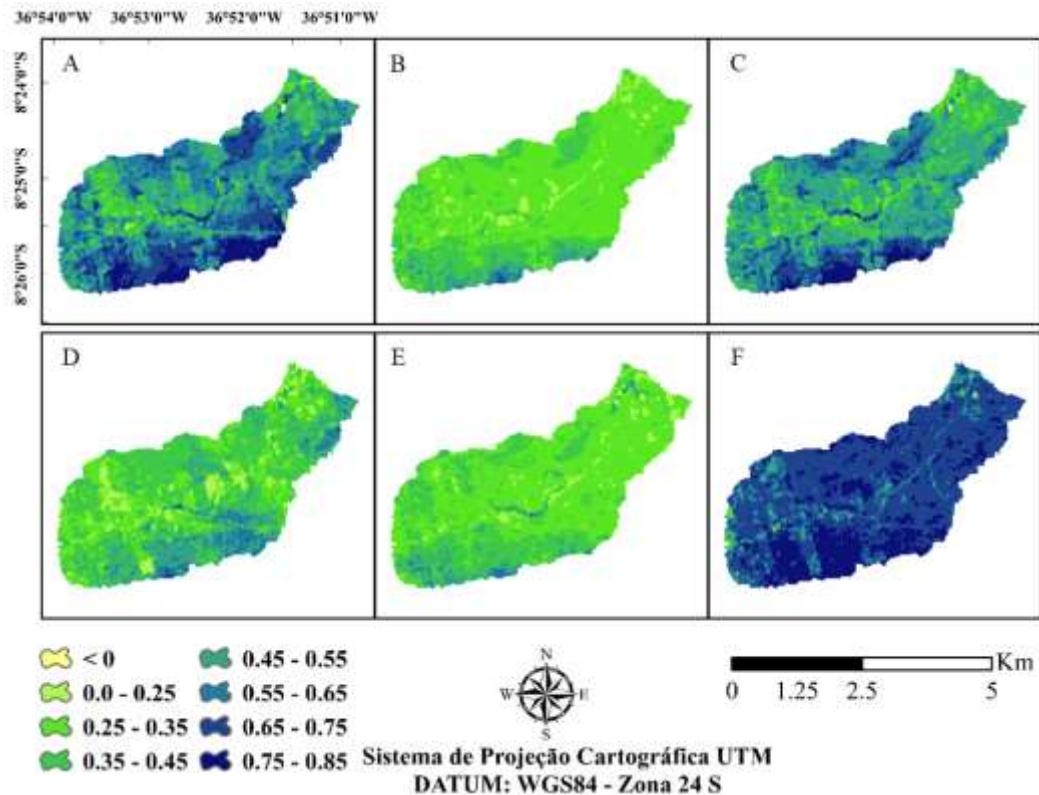 36°54'0"W 36°53'0"W 36°52'0"W 36°51'0"W
8°24'0"S
8°25'0"S
8°26'0"S
A
B
C
D
E
F
< 0
0.0 - 0.25
0.25 - 0.35
0.35 - 0.45
0.45 - 0.55
0.55 - 0.65
0.65 - 0.75
0.75 - 0.85
N
W E
S
Km
0 1.25 2.5 5
Sistema de Projeção Cartográfica UTM
DATUM: WGS84 - Zona 24 S